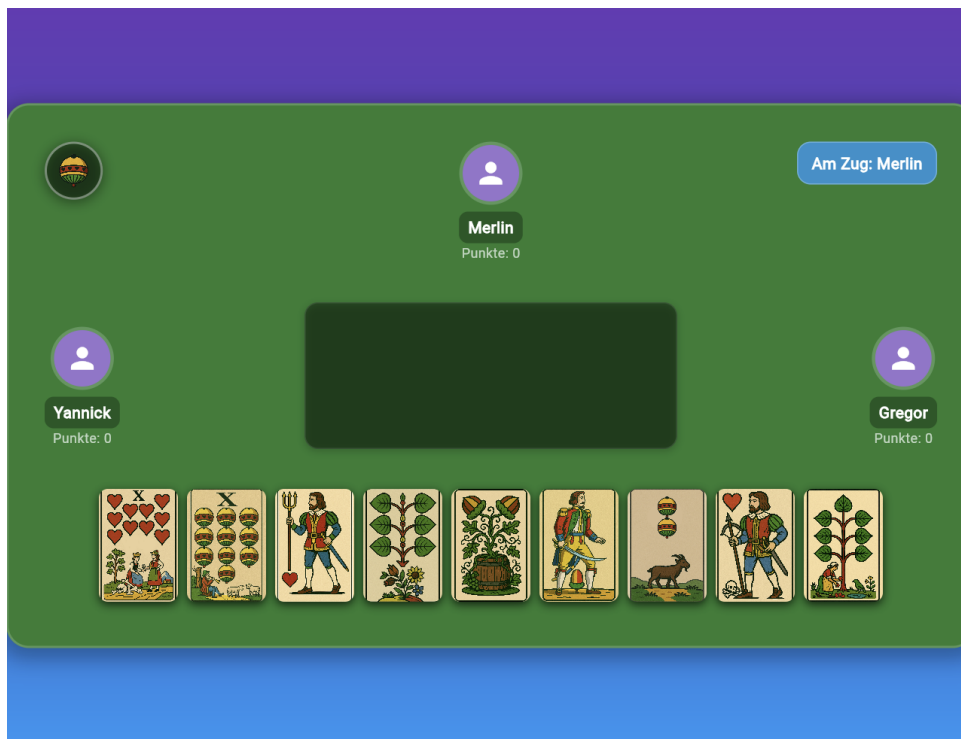 Am Zug: Merlin
Merlin
Punkte: 0
Yannick
Punkte: 0
Gregor
Punkte: 0
X
X